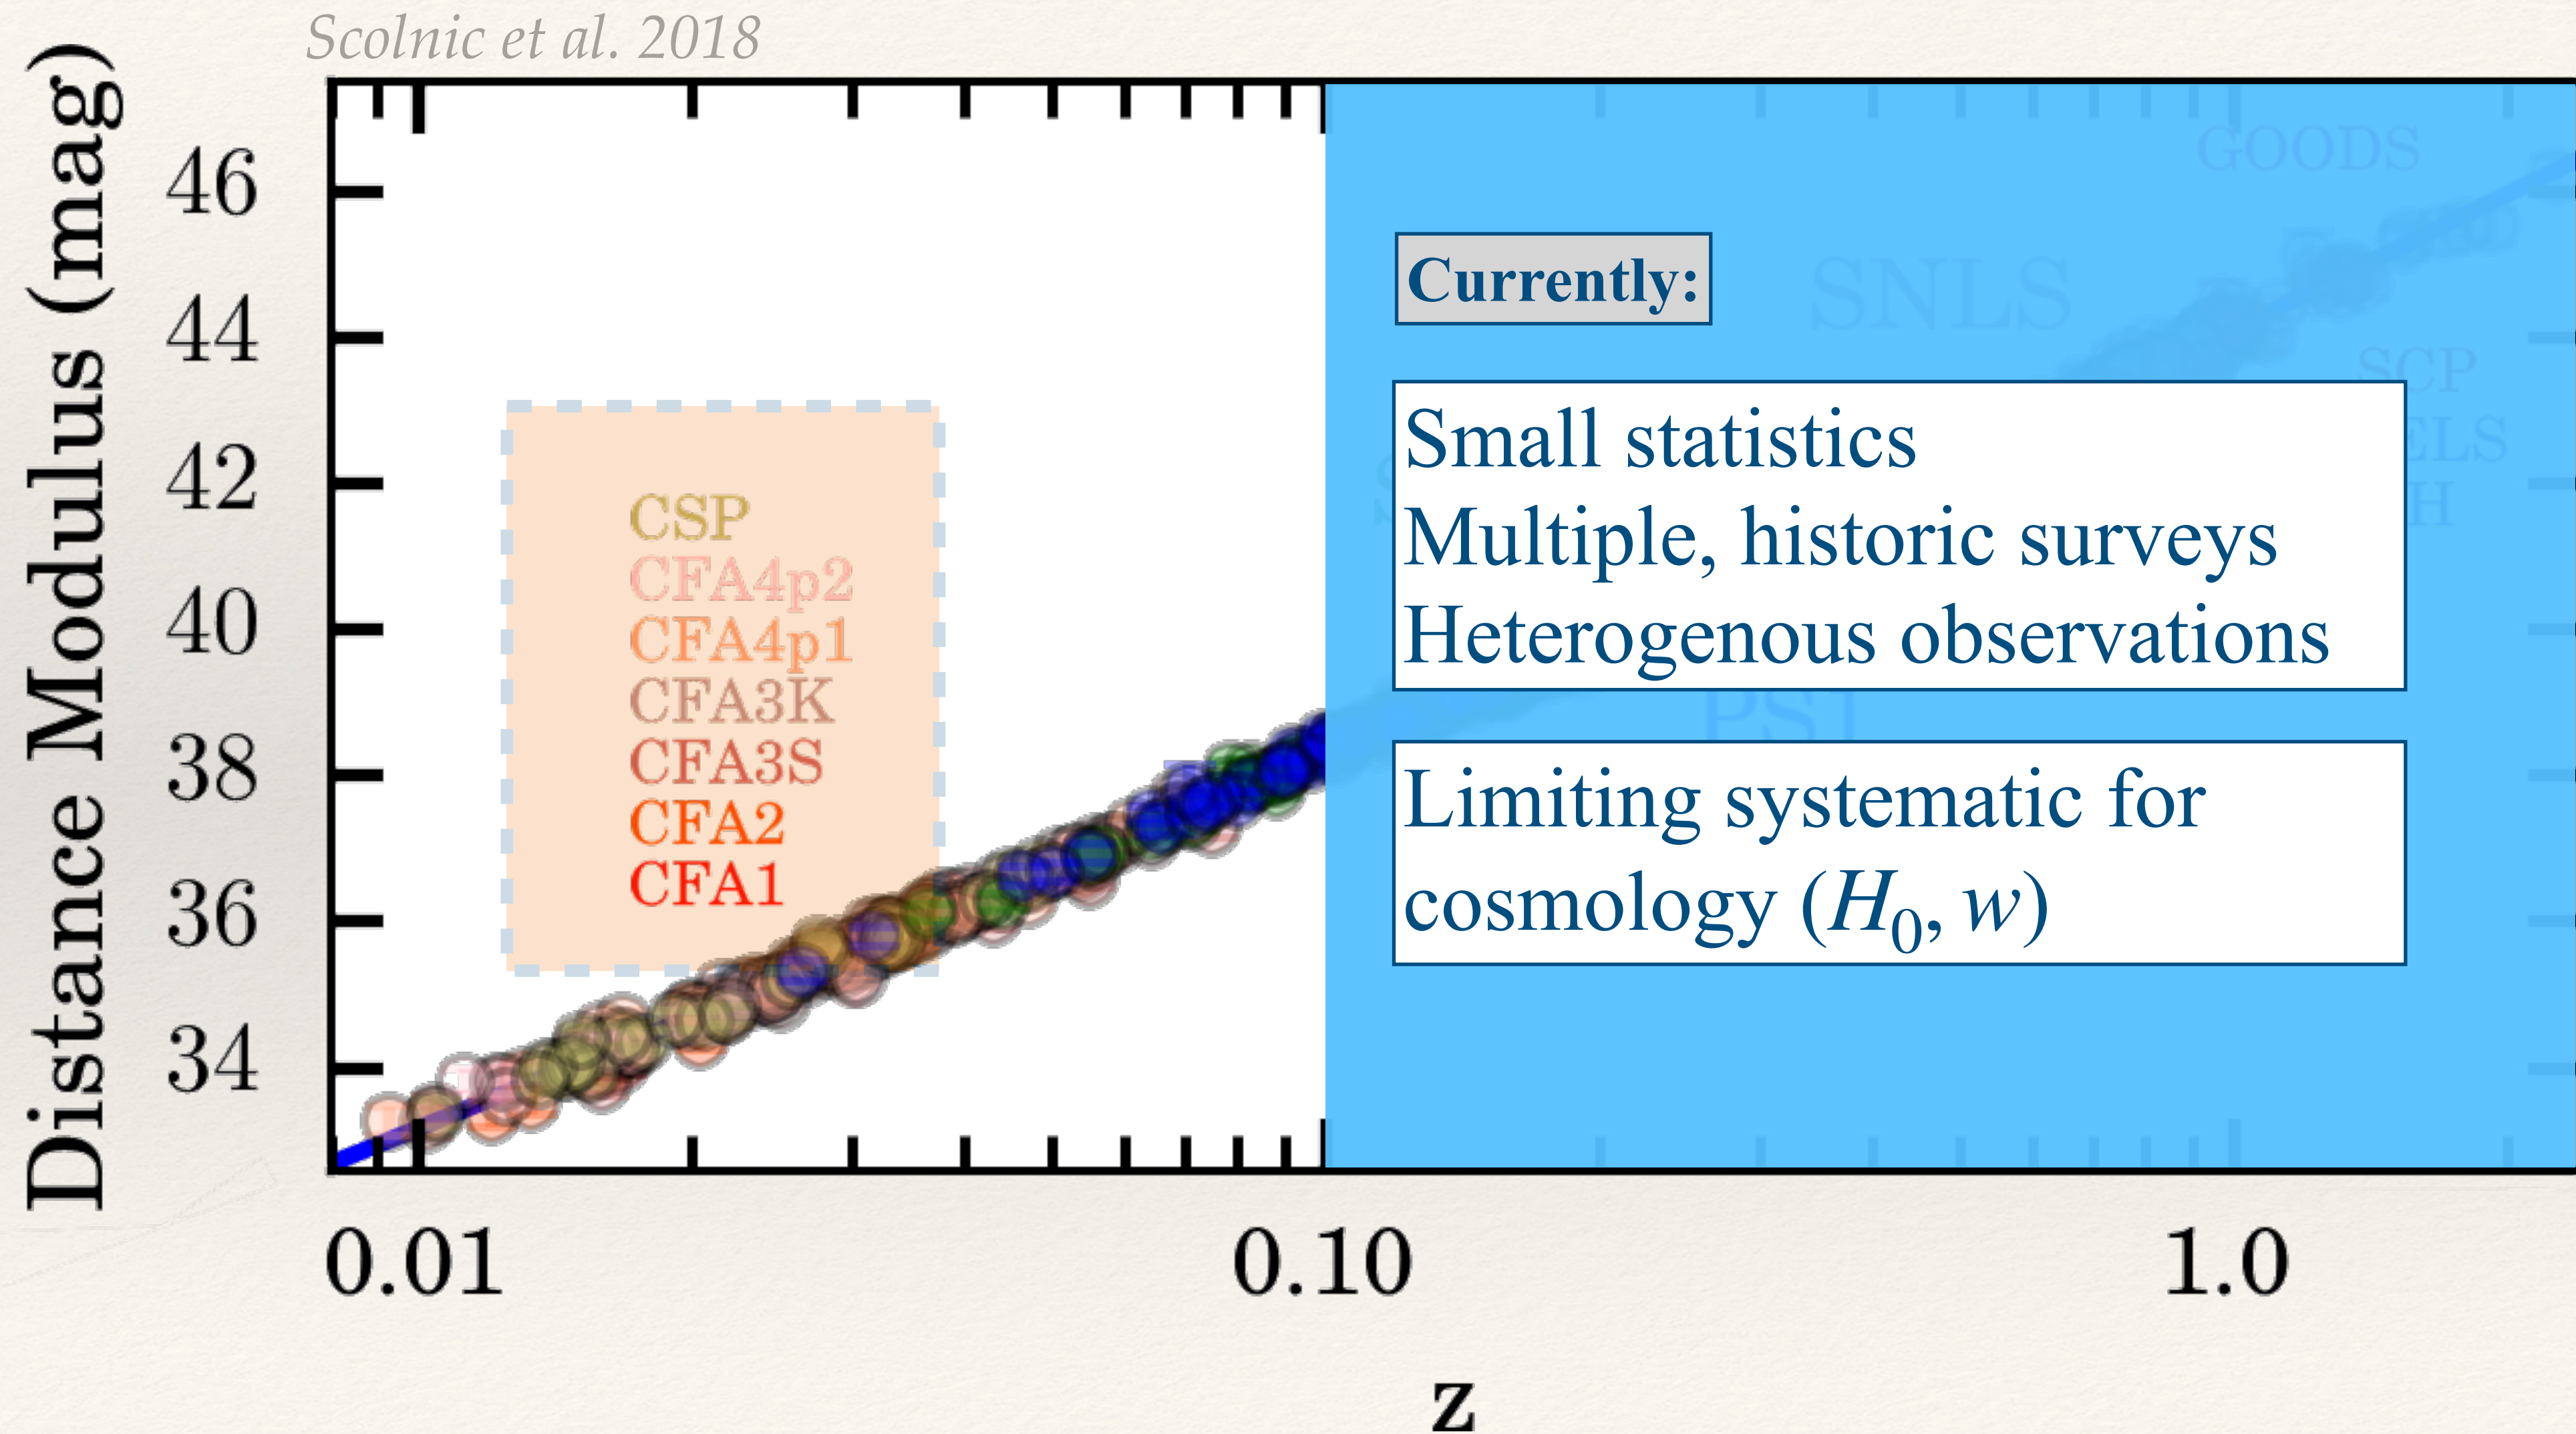 Scolnic et al. 2018
Distance Modulus (mag)
46
44
42
40
38
36
34
CSP
CFA4p2
CFA4p1
CFA3K
CFA3S
CFA2
CFA1
GOODS
SNLS
SCP
ELS
H
PS1
Currently:
Small statistics
Multiple, historic surveys
Heterogenous observations
Limiting systematic for
cosmology (H₀, w)
0.01
0.10
1.0
z